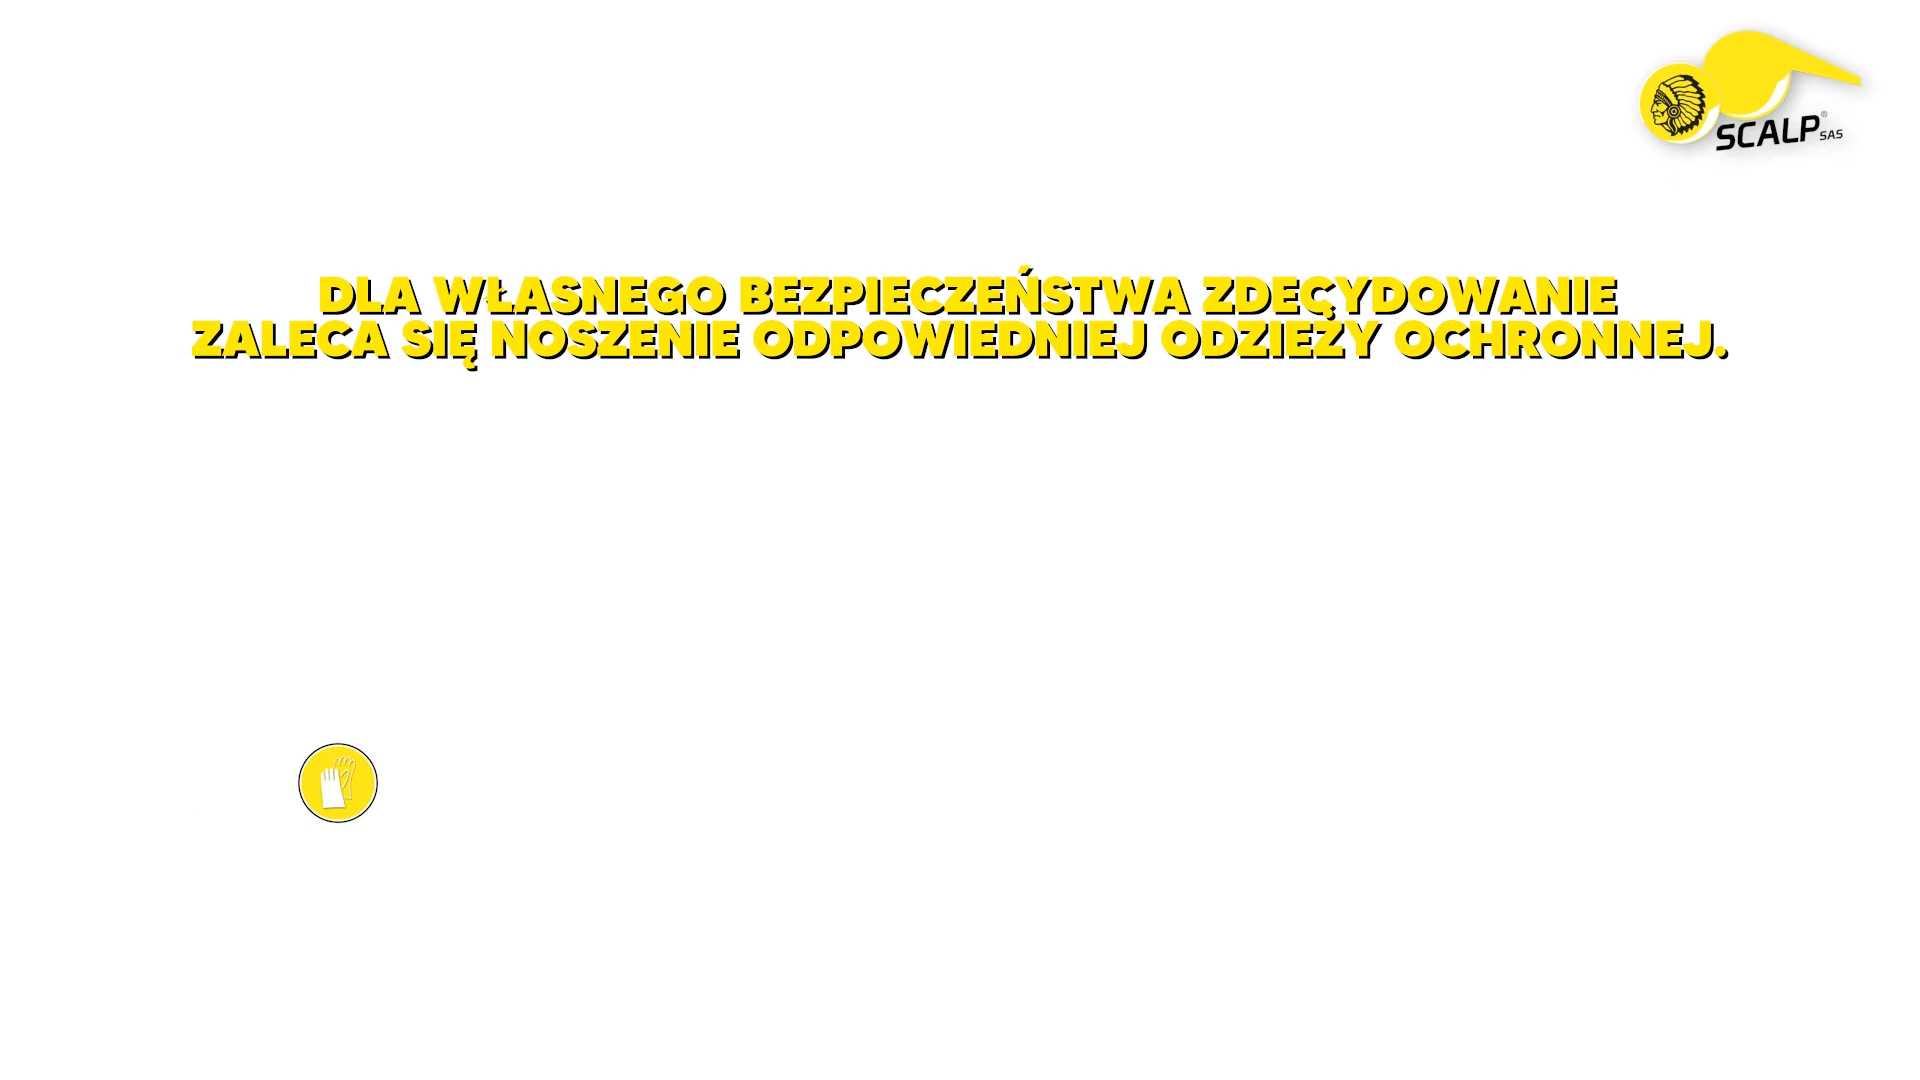 SCALP® SAS
DLA WŁASNEGO BEZPIECZEŃSTWA ZDECYDOWANIE
ZALECA SIĘ NOSZENIE ODPOWIEDNIEJ ODZIEŻY OCHRONNEJ.